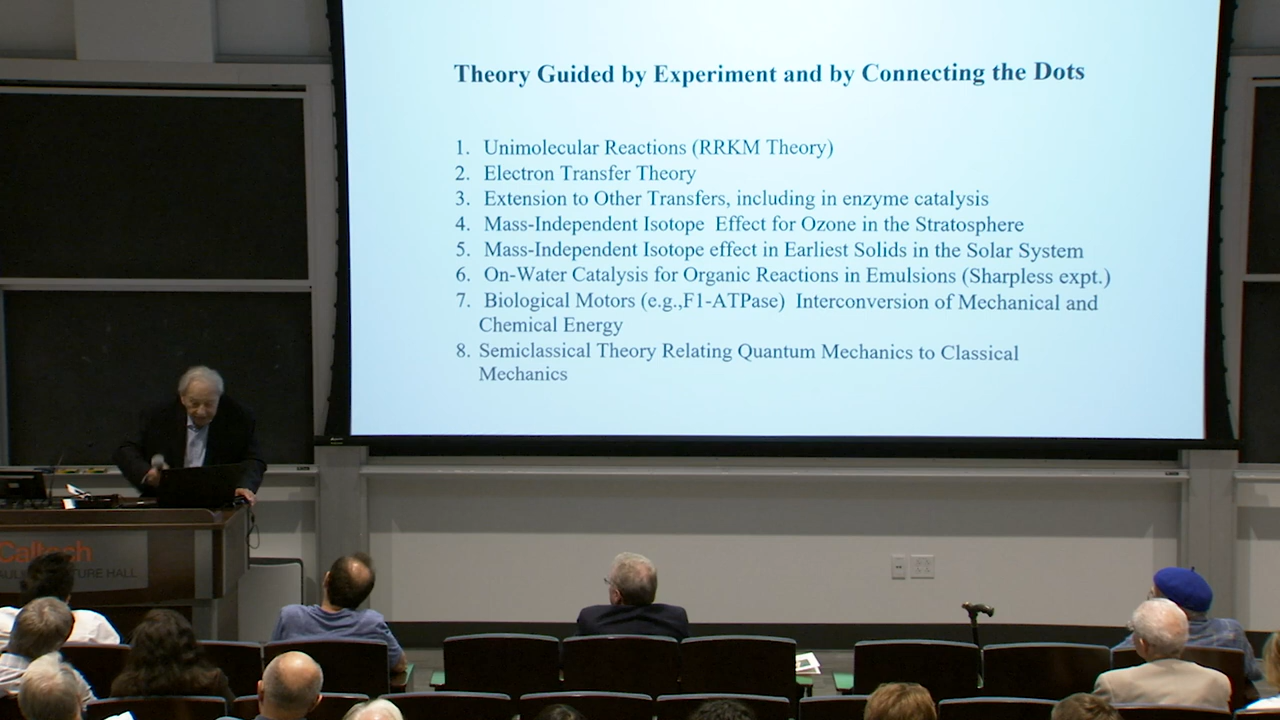 Theory Guided by Experiment and by Connecting the Dots
1. Unimolecular Reactions (RRKM Theory)
2. Electron Transfer Theory
3. Extension to Other Transfers, including in enzyme catalysis
4. Mass-Independent Isotope Effect for Ozone in the Stratosphere
5. Mass-Independent Isotope effect in Earliest Solids in the Solar System
6. On-Water Catalysis for Organic Reactions in Emulsions (Sharpless expt.)
7. Biological Motors (e.g.,F1-ATPase) Interconversion of Mechanical and
Chemical Energy
8. Semiclassical Theory Relating Quantum Mechanics to Classical
Mechanics
Caltech
HALL